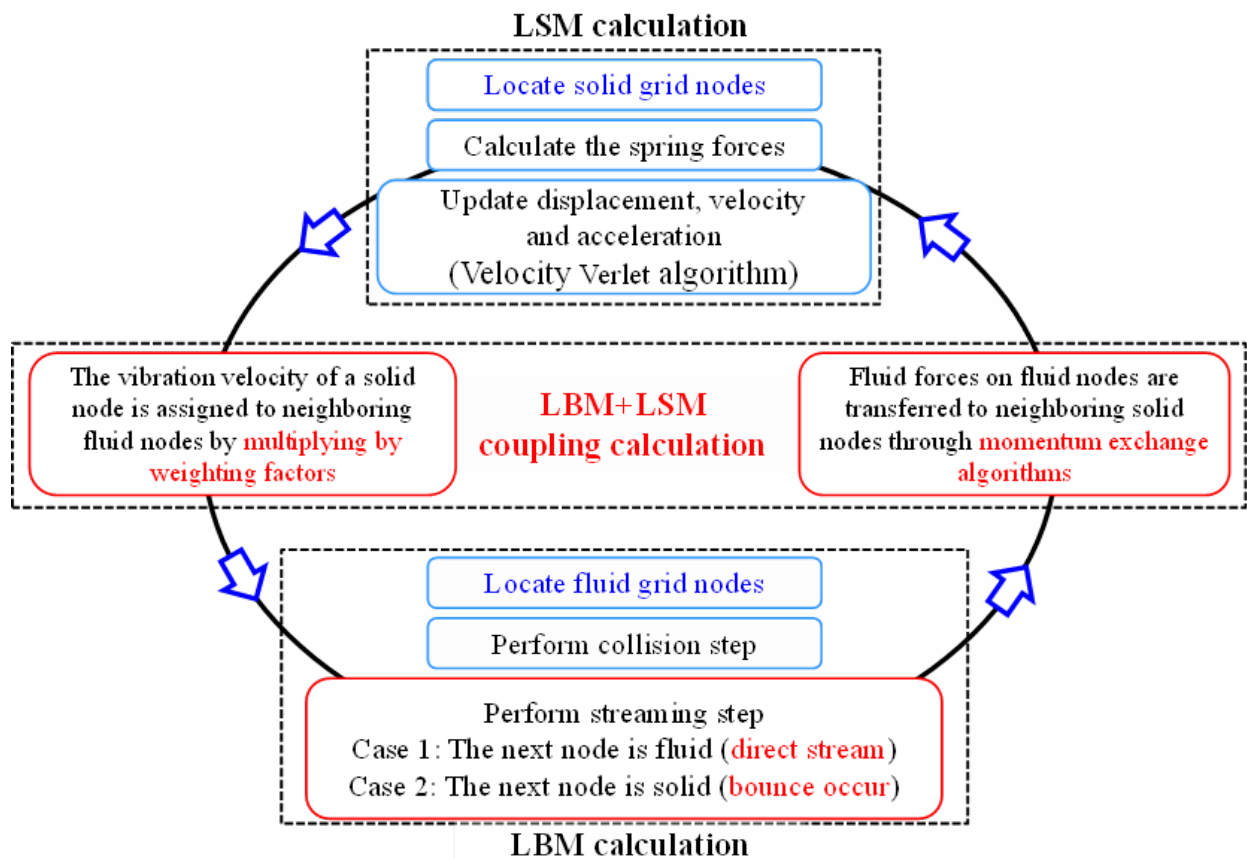 LSM calculation
Locate solid grid nodes
Calculate the spring forces
Update displacement, velocity
and acceleration
(Velocity Verlet algorithm)
The vibration velocity of a solid
node is assigned to neighboring
fluid nodes by multiplying by
weighting factors
LBM+LSM
coupling calculation
Fluid forces on fluid nodes are
transferred to neighboring solid
nodes through momentum exchange
algorithms
Locate fluid grid nodes
Perform collision step
Perform streaming step
Case 1: The next node is fluid (direct stream)
Case 2: The next node is solid (bounce occur)
LBM calculation